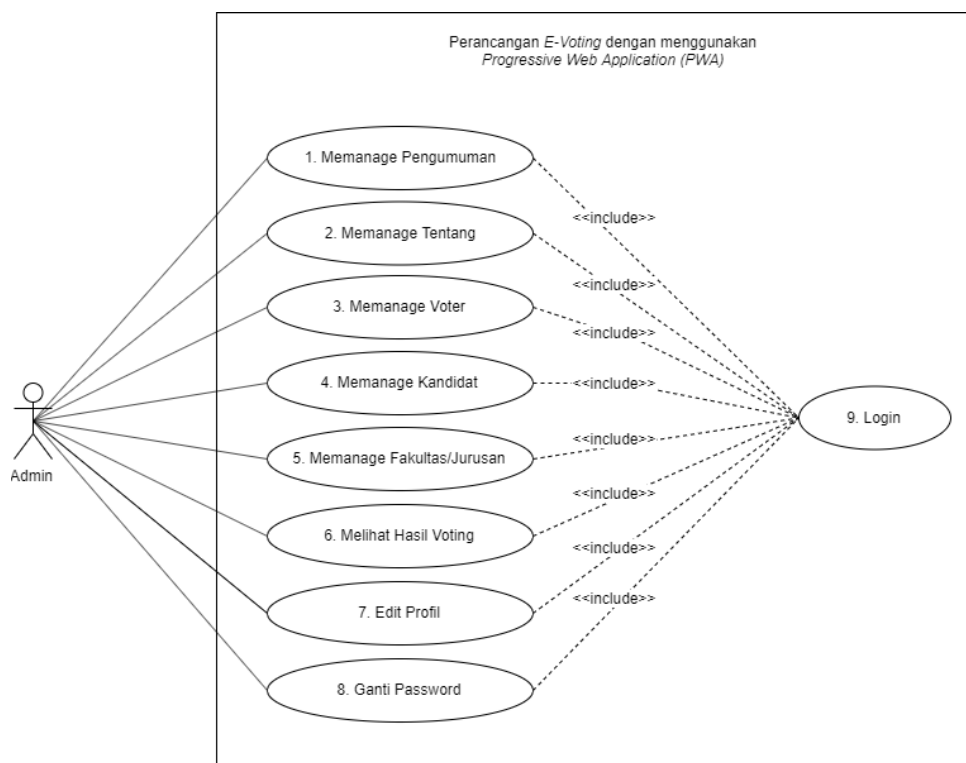 Perancangan E-Voting dengan menggunakan
Progressive Web Application (PWA)
1. Memanage Pengumuman
<<include>>
2. Memanage Tentang
<<include>>
3. Memanage Voter
<<include>>
4. Memanage Kandidat
<<include>>
9. Login
5. Memanage Fakultas/Jurusan
<<include>>
Admin
6. Melihat Hasil Voting
<<include>>
7. Edit Profil
<<include>>
8. Ganti Password
<<include>>